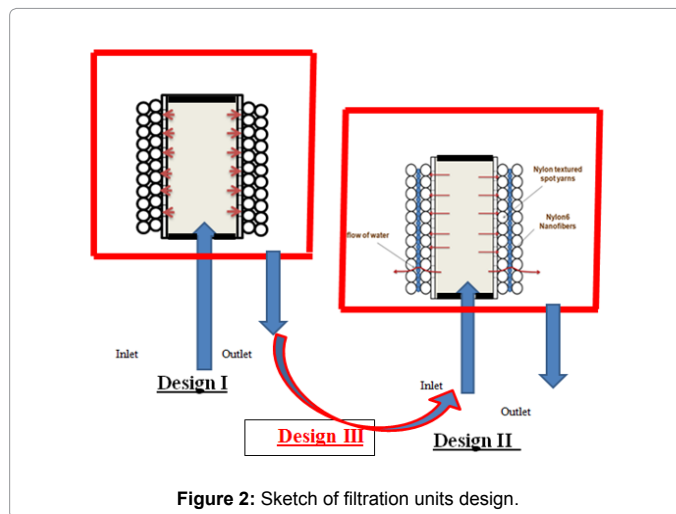 Nylon textured
spot yarns
Nylon6
Nanofibers
flow of water
Inlet
Outlet
Design I
Inlet
Outlet
Design III
Design II
Figure 2: Sketch of filtration units design.